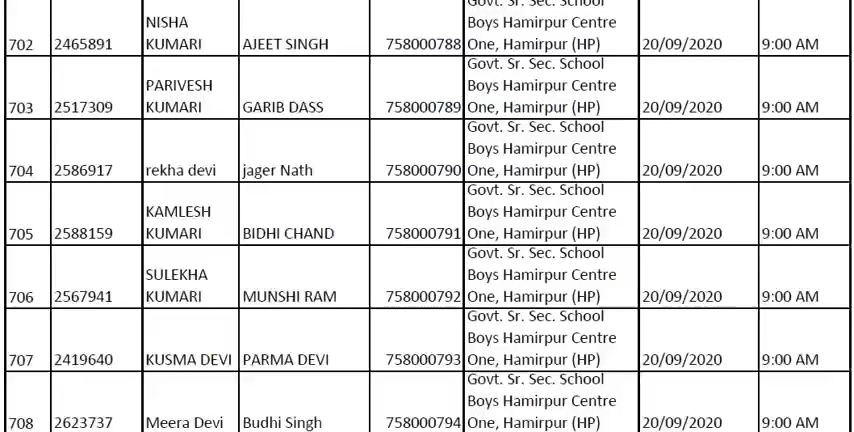 Govt. Sr. Sec. School
NISHA Boys Hamirpur Centre
702 2465891 KUMARI AJEET SINGH 758000788 One, Hamirpur (HP) 20/09/2020 9:00 AM
Govt. Sr. Sec. School
PARIVESH Boys Hamirpur Centre
703 2517309 KUMARI GARIB DASS 758000789 One, Hamirpur (HP) 20/09/2020 9:00 AM
Govt. Sr. Sec. School
Boys Hamirpur Centre
704 2586917 rekha devi jager Nath 758000790 One, Hamirpur (HP) 20/09/2020 9:00 AM
Govt. Sr. Sec. School
KAMLESH Boys Hamirpur Centre
705 2588159 KUMARI BIDHI CHAND 758000791 One, Hamirpur (HP) 20/09/2020 9:00 AM
Govt. Sr. Sec. School
SULEKHA Boys Hamirpur Centre
706 2567941 KUMARI MUNSHI RAM 758000792 One, Hamirpur (HP) 20/09/2020 9:00 AM
Govt. Sr. Sec. School
Boys Hamirpur Centre
707 2419640 KUSMA DEVI PARMA DEVI 758000793 One, Hamirpur (HP) 20/09/2020 9:00 AM
Govt. Sr. Sec. School
Boys Hamirpur Centre
708 2623737 Meera Devi Budhi Singh 758000794 One, Hamirpur (HP) 20/09/2020 9:00 AM